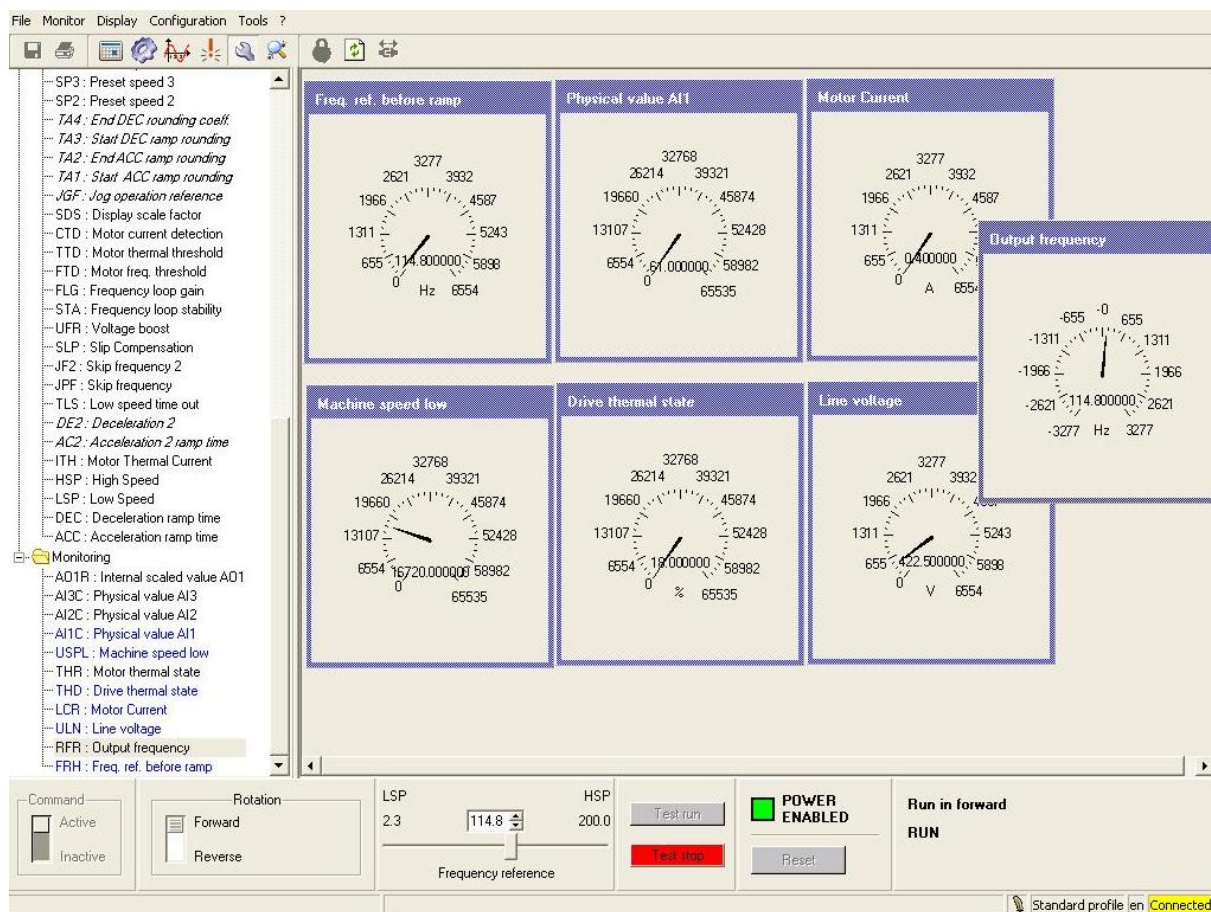 File Monitor Display Configuration Tools ?
SP3 : Preset speed 3
SP2 : Preset speed 2
TA4 : End DEC rounding coeff.
TA3 : Start DEC ramp rounding
TA2 : End ACC ramp rounding
TA1 : Start ACC ramp rounding
JGF : Jog operation reference
SDS : Display scale factor
CTD : Motor current detection
TTD : Motor thermal threshold
FTD : Motor freq. threshold
FLG : Frequency loop gain
STA : Frequency loop stability
UFR : Voltage boost
SLP : Slip Compensation
JF2 : Skip frequency 2
JPF : Skip frequency
TLS : Low speed time out
DE2 : Deceleration 2
AC2 : Acceleration 2 ramp time
ITH : Motor Thermal Current
HSP : High Speed
LSP : Low Speed
DEC : Deceleration ramp time
ACC : Acceleration ramp time
Monitoring
AO1R : Internal scaled value AO1
AI3C : Physical value AI3
AI2C : Physical value AI2
AI1C : Physical value AI1
USPL : Machine speed low
THR : Motor thermal state
THD : Drive thermal state
LCR : Motor Current
ULN : Line voltage
RFR : Output frequency
FRH : Freq. ref. before ramp
Freq. ref. before ramp
3277
2621 3932
1966 4587
1311 5243
655 114.800000 5898
0 Hz 6554
Physical value AI1
32768
26214 39321
19660 45874
13107 52428
6554 61.000000 58982
0 65535
Motor Current
3277
2621 3932
1966 4587
1311
655 0.400000
0 A 6554
Output frequency
-0
-655 655
-1311 1311
-1966 1966
-2621 114.800000 2621
-3277 Hz 3277
Machine speed low
32768
26214 39321
19660 45874
13107 52428
6554 16720.000000 58982
0 65535
Drive thermal state
32768
26214 39321
19660 45874
13107 52428
6554 18.000000 58982
0 % 65535
Line voltage
3277
2621 3932
1966
1311 5243
655 422.500000 5898
0 V 6554
Command
Active
Inactive
Rotation
Forward
Reverse
LSP HSP
2.3 114.8 200.0
Frequency reference
Test run
Test stop
POWER ENABLED
Reset
Run in forward
RUN
Standard profile en Connected